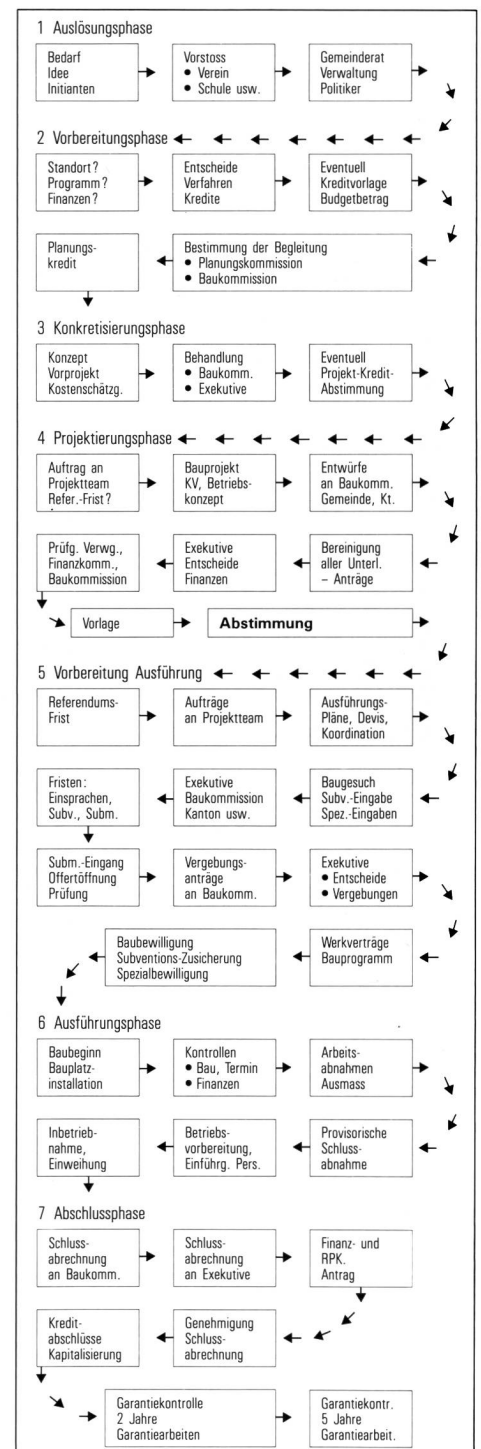 1 Auslösungsphase
Bedarf
Idee
Initianten
Vorstoss
• Verein
• Schule usw.
Gemeinderat
Verwaltung
Politiker
2 Vorbereitungsphase
Standort?
Programm?
Finanzen?
Entscheide
Verfahren
Kredite
Eventuell
Kreditvorlage
Budgetbetrag
Bestimmung der Begleitung
• Planungskommission
• Baukommission
Planungs-
kredit
3 Konkretisierungsphase
Konzept
Vorprojekt
Kostenschätzg.
Behandlung
• Baukomm.
• Exekutive
Eventuell
Projekt-Kredit-
Abstimmung
4 Projektierungsphase
Auftrag an
Projektteam
Refer.-Frist?
Bauprojekt
KV, Betriebs-
konzept
Entwürfe
an Baukomm.
Gemeinde, Kt.
Bereinigung
aller Unterl.
– Anträge
Exekutive
Entscheide
Finanzen
Prüfg. Verwg.,
Finanzkomm.,
Baukommission
Vorlage
Abstimmung
5 Vorbereitung Ausführung
Referendums-
Frist
Aufträge
an Projektteam
Ausführungs-
Pläne, Devis,
Koordination
Baugesuch
Subv.-Eingabe
Spez.-Eingaben
Exekutive
Baukommission
Kanton usw.
Fristen:
Einsprachen,
Subv., Subm.
Subm.-Eingang
Offertöffnung
Prüfung
Vergebungs-
anträge
an Baukomm.
Exekutive
• Entscheide
• Vergebungen
Werkverträge
Bauprogramm
Baubewilligung
Subventions-Zusicherung
Spezialbewilligung
6 Ausführungsphase
Baubeginn
Bauplatz-
installation
Kontrollen
• Bau, Termin
• Finanzen
Arbeits-
abnahmen
Ausmass
Provisorische
Schluss-
abnahme
Betriebs-
vorbereitung,
Einführg. Pers.
Inbetrieb-
nahme,
Einweihung
7 Abschlussphase
Schluss-
abrechnung
an Baukomm.
Schluss-
abrechnung
an Exekutive
Finanz- und
RPK.
Antrag
Genehmigung
Schluss-
abrechnung
Kredit-
abschlüsse
Kapitalisierung
Garantiekontrolle
2 Jahre
Garantiearbeiten
Garantiekontr.
5 Jahre
Garantiearbeit.